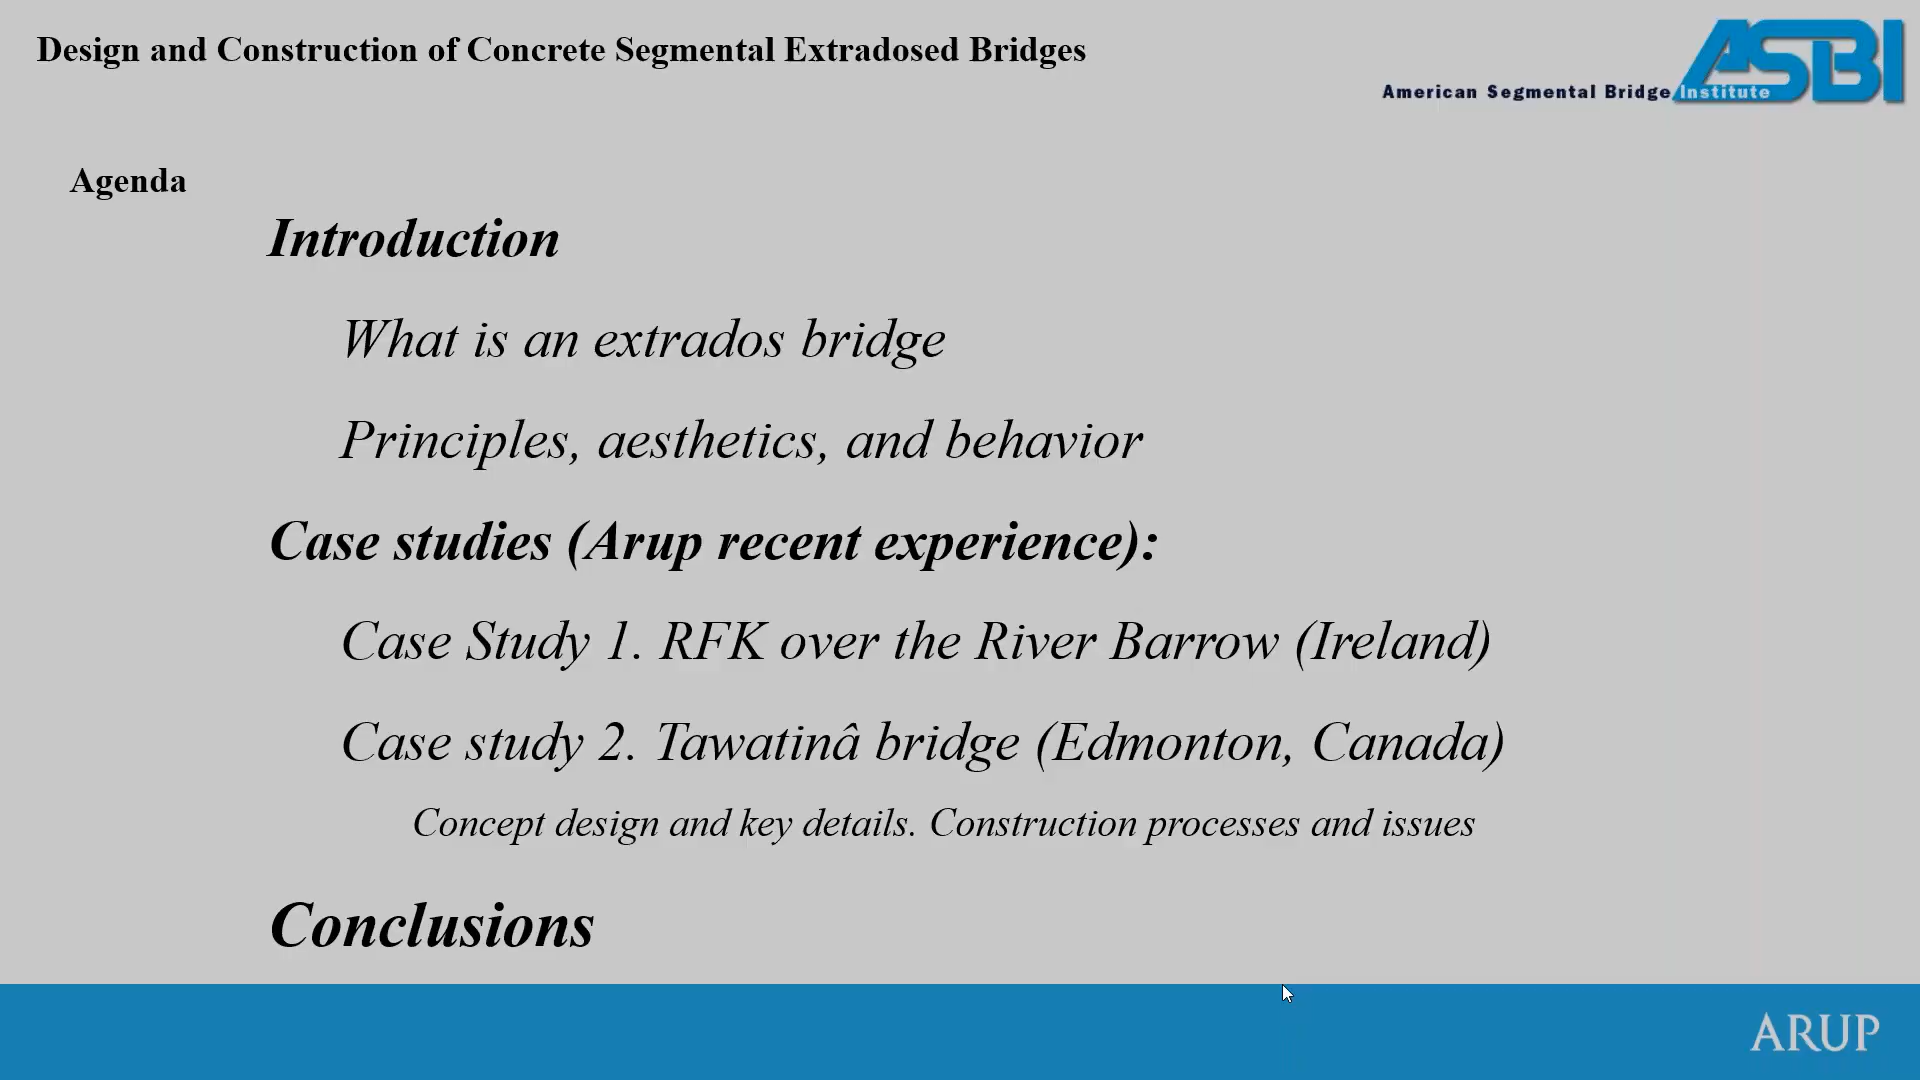 Design and Construction of Concrete Segmental Extradosed Bridges
ASBI
American Segmental Bridge Institute
Agenda
Introduction
What is an extrados bridge
Principles, aesthetics, and behavior
Case studies (Arup recent experience):
Case Study 1. RFK over the River Barrow (Ireland)
Case study 2. Tawatinâ bridge (Edmonton, Canada)
Concept design and key details. Construction processes and issues
Conclusions
ARUP